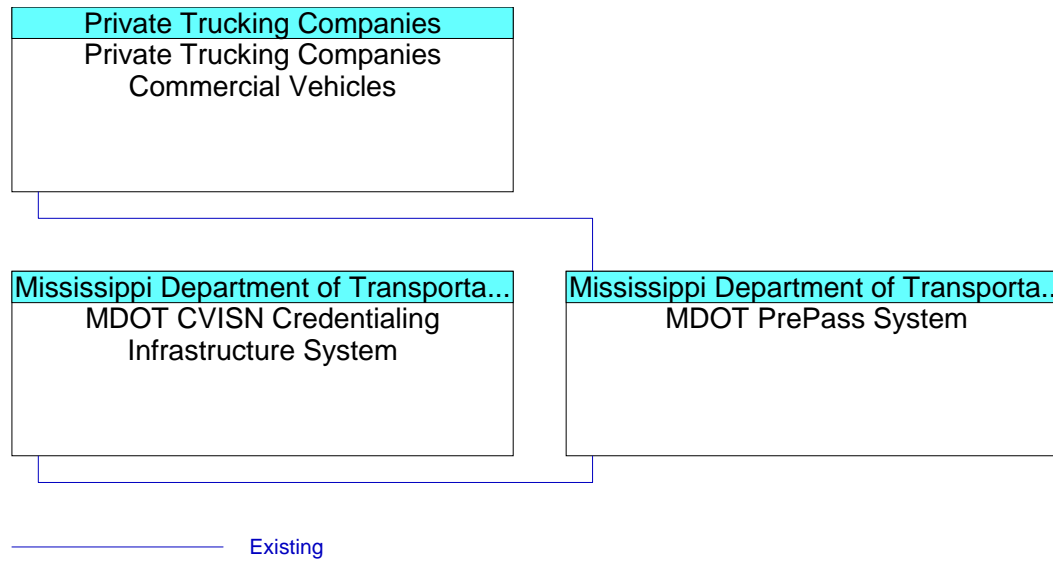 Private Trucking Companies
Private Trucking Companies
Commercial Vehicles
Mississippi Department of Transporta...
MDOT CVISN Credentialing
Infrastructure System
Mississippi Department of Transporta...
MDOT PrePass System
Existing